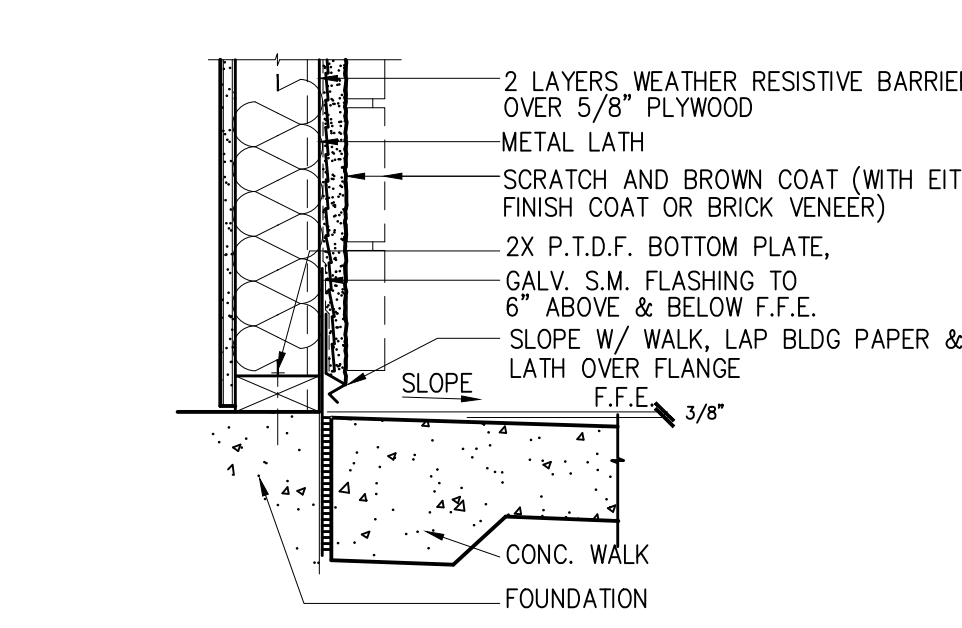 2 LAYERS WEATHER RESISTIVE BARRIER
OVER 5/8" PLYWOOD
METAL LATH
SCRATCH AND BROWN COAT (WITH EIT
FINISH COAT OR BRICK VENEER)
2X P.T.D.F. BOTTOM PLATE,
GALV. S.M. FLASHING TO
6" ABOVE & BELOW F.F.E.
SLOPE W/ WALK, LAP BLDG PAPER &
LATH OVER FLANGE
SLOPE
F.F.E.
3/8"
CONC. WALK
FOUNDATION